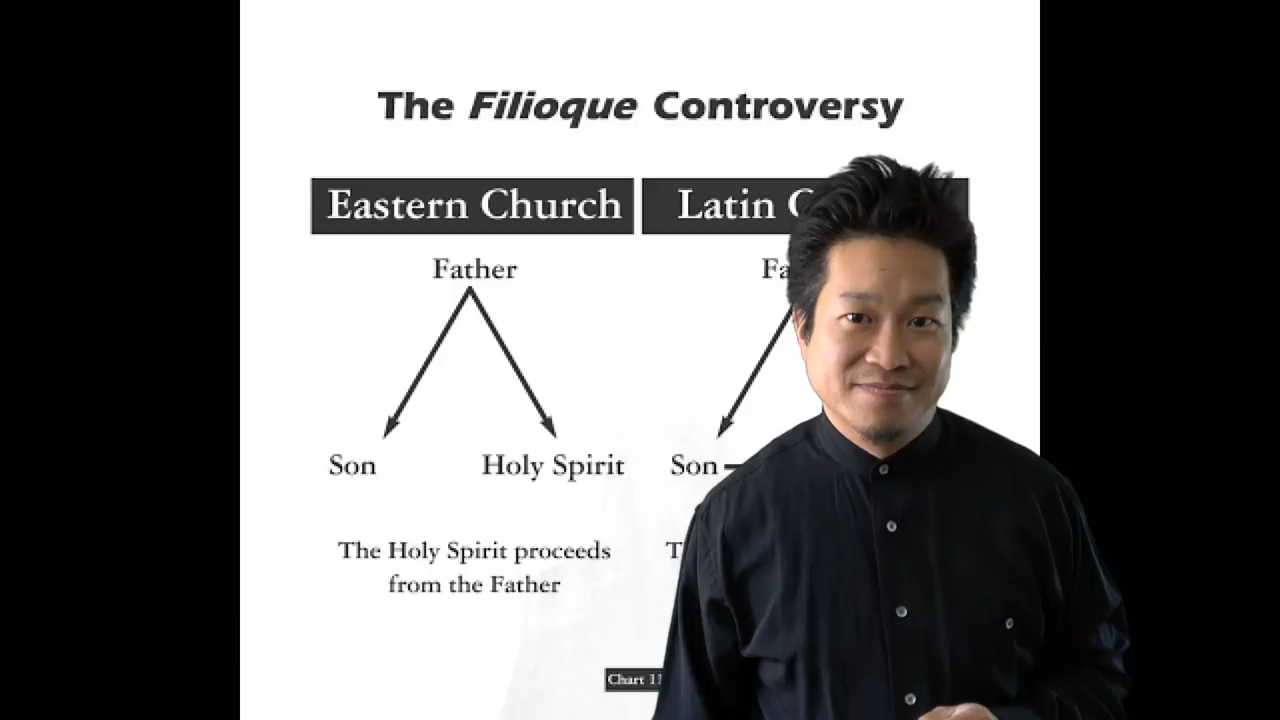 The Filioque Controversy
Eastern Church
Latin
Father
Son
Holy Spirit
Son
The Holy Spirit proceeds
from the Father
Chart